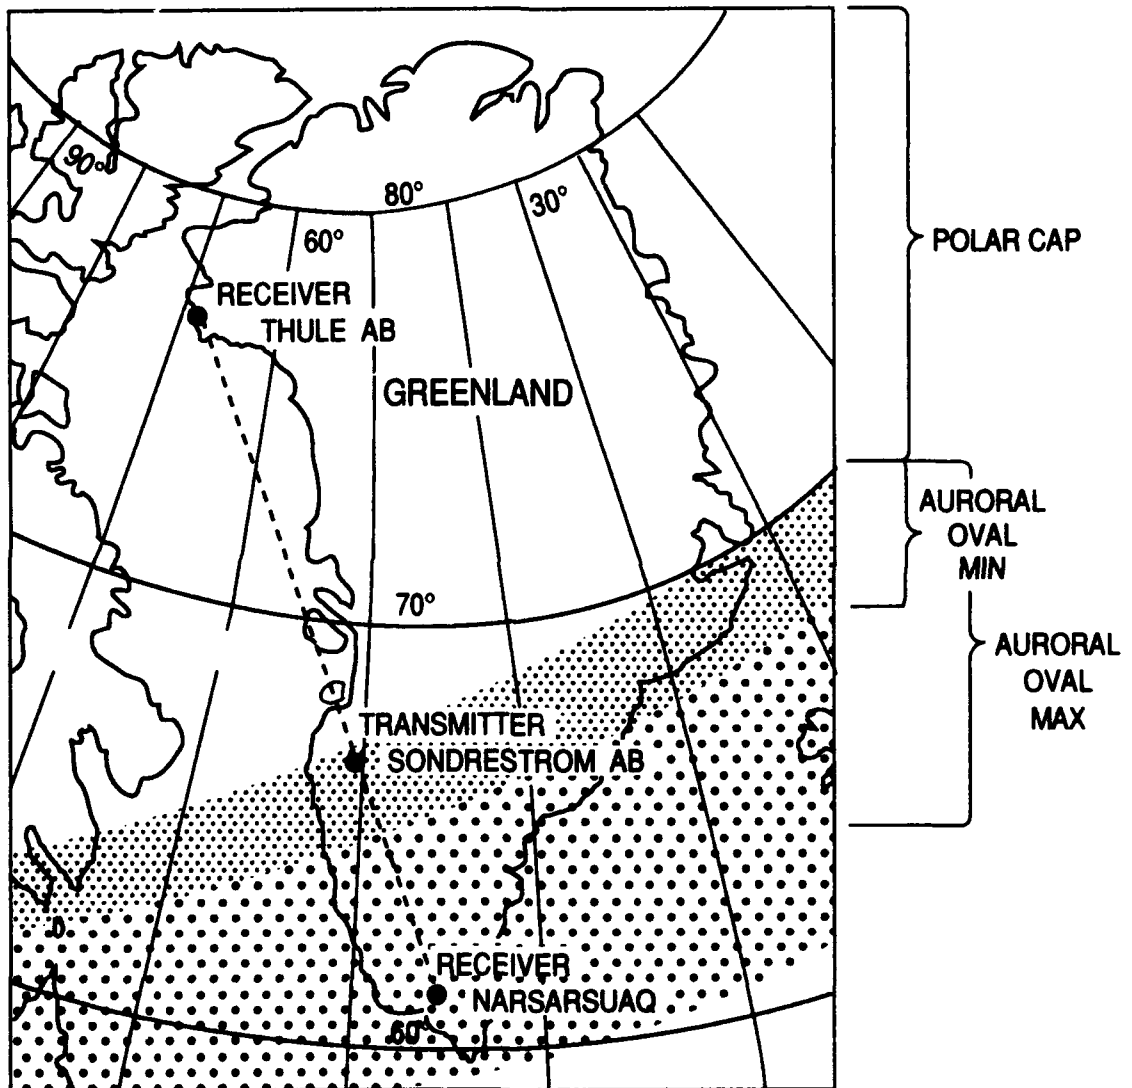 90°
80°
30°
60°
POLAR CAP
RECEIVER
THULE AB
GREENLAND
AURORAL
OVAL
MIN
70°
AURORAL
OVAL
MAX
TRANSMITTER
SONDRESTROM AB
RECEIVER
NARSARSUAQ
60°